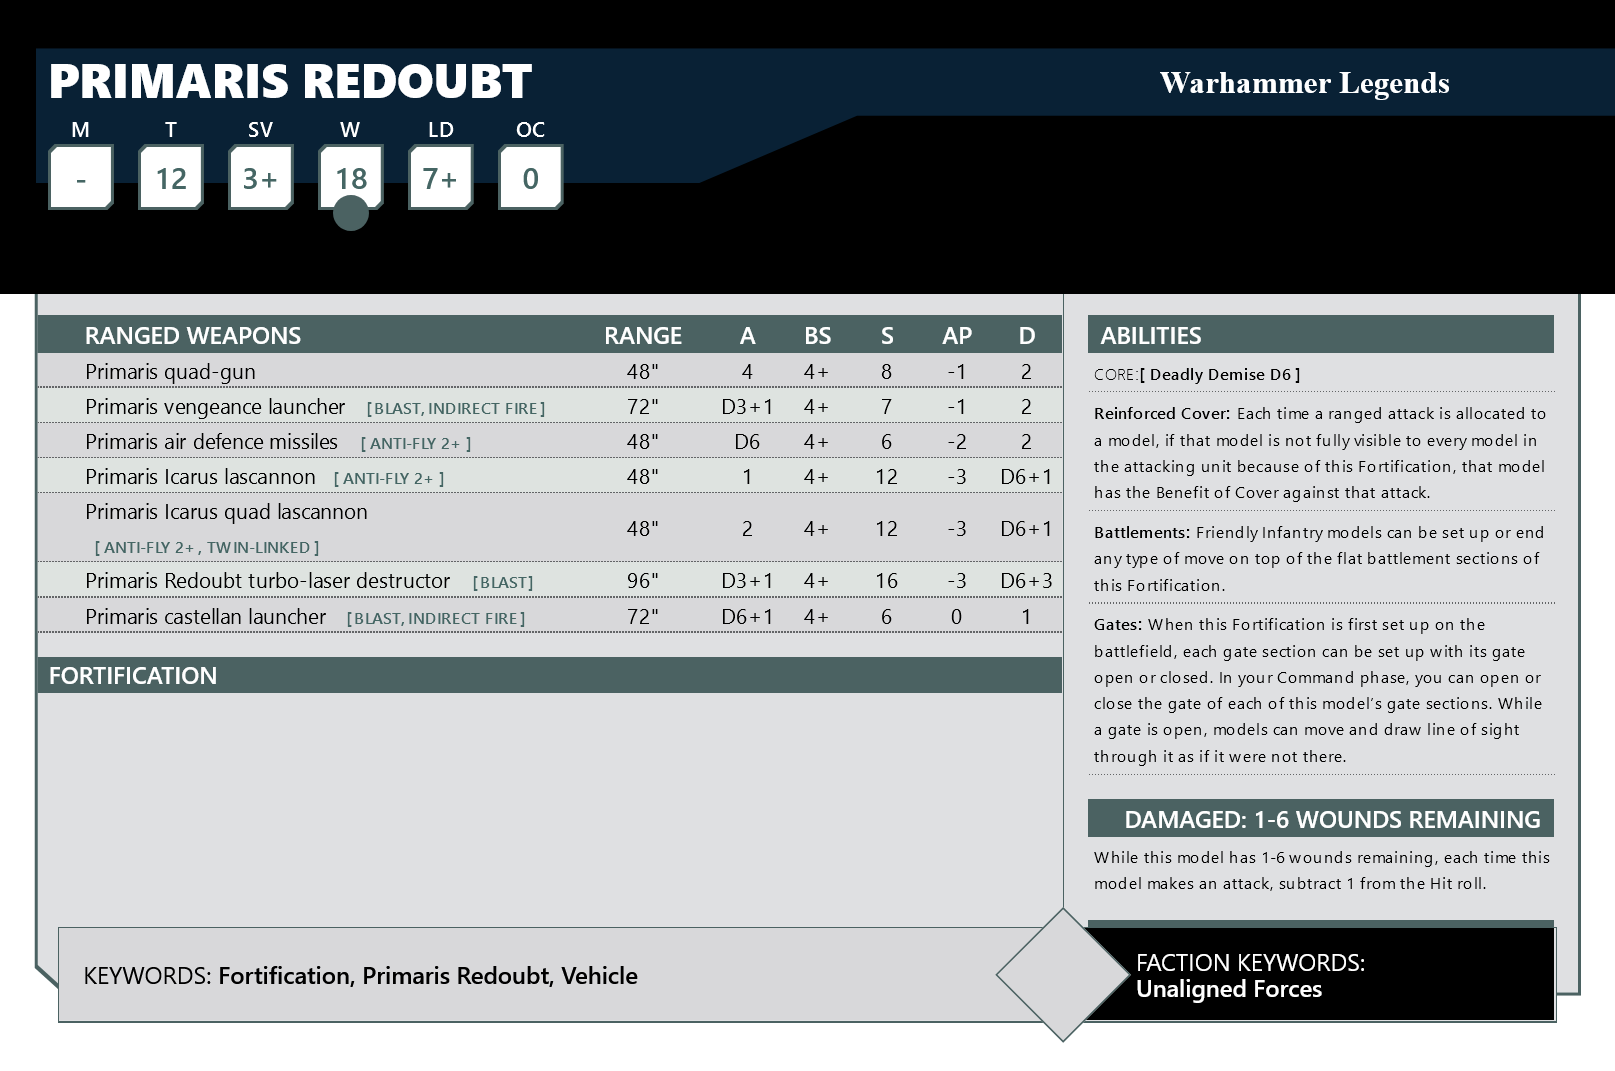 PRIMARIS REDOUBT
Warhammer Legends
M T SV W LD OC
- 12 3+ 18 7+ 0
RANGED WEAPONS RANGE A BS S AP D
Primaris quad-gun 48" 4 4+ 8 -1 2
Primaris vengeance launcher [BLAST, INDIRECT FIRE] 72" D3+1 4+ 7 -1 2
Primaris air defence missiles [ ANTI-FLY 2+ ] 48" D6 4+ 6 -2 2
Primaris Icarus lascannon [ ANTI-FLY 2+ ] 48" 1 4+ 12 -3 D6+1
Primaris Icarus quad lascannon 48" 2 4+ 12 -3 D6+1
[ ANTI-FLY 2+ , TWIN-LINKED ]
Primaris Redoubt turbo-laser destructor [BLAST] 96" D3+1 4+ 16 -3 D6+3
Primaris castellan launcher [BLAST, INDIRECT FIRE] 72" D6+1 4+ 6 0 1
FORTIFICATION
ABILITIES
CORE:[ Deadly Demise D6 ]
Reinforced Cover: Each time a ranged attack is allocated to
a model, if that model is not fully visible to every model in
the attacking unit because of this Fortification, that model
has the Benefit of Cover against that attack.
Battlements: Friendly Infantry models can be set up or end
any type of move on top of the flat battlement sections of
this Fortification.
Gates: When this Fortification is first set up on the
battlefield, each gate section can be set up with its gate
open or closed. In your Command phase, you can open or
close the gate of each of this model’s gate sections. While
a gate is open, models can move and draw line of sight
through it as if it were not there.
DAMAGED: 1-6 WOUNDS REMAINING
While this model has 1-6 wounds remaining, each time this
model makes an attack, subtract 1 from the Hit roll.
KEYWORDS: Fortification, Primaris Redoubt, Vehicle
FACTION KEYWORDS:
Unaligned Forces